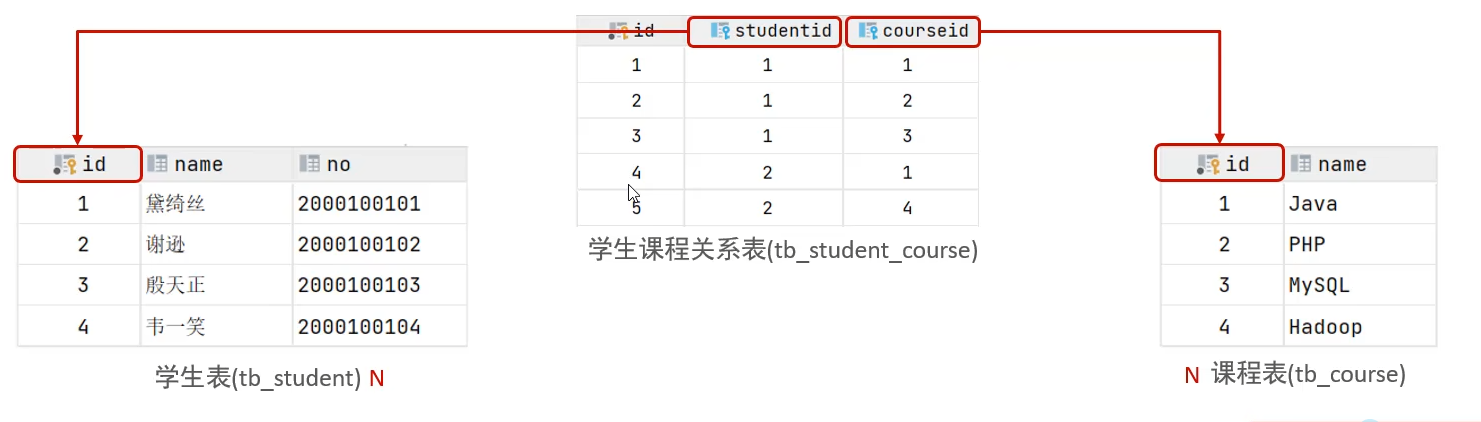 id studentid courseid
1 1 1
2 1 2
3 1 3
4 2 1
5 2 4
学生课程关系表(tb_student_course)
id name no
1 黛绮丝 2000100101
2 谢逊 2000100102
3 殷天正 2000100103
4 韦一笑 2000100104
学生表(tb_student) N
id name
1 Java
2 PHP
3 MySQL
4 Hadoop
N 课程表(tb_course)